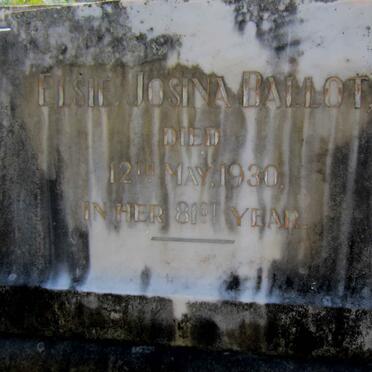 ELSIE JOSINA BALLOT,
DIED
12TH MAY, 1930,
IN HER 81ST YEAR.